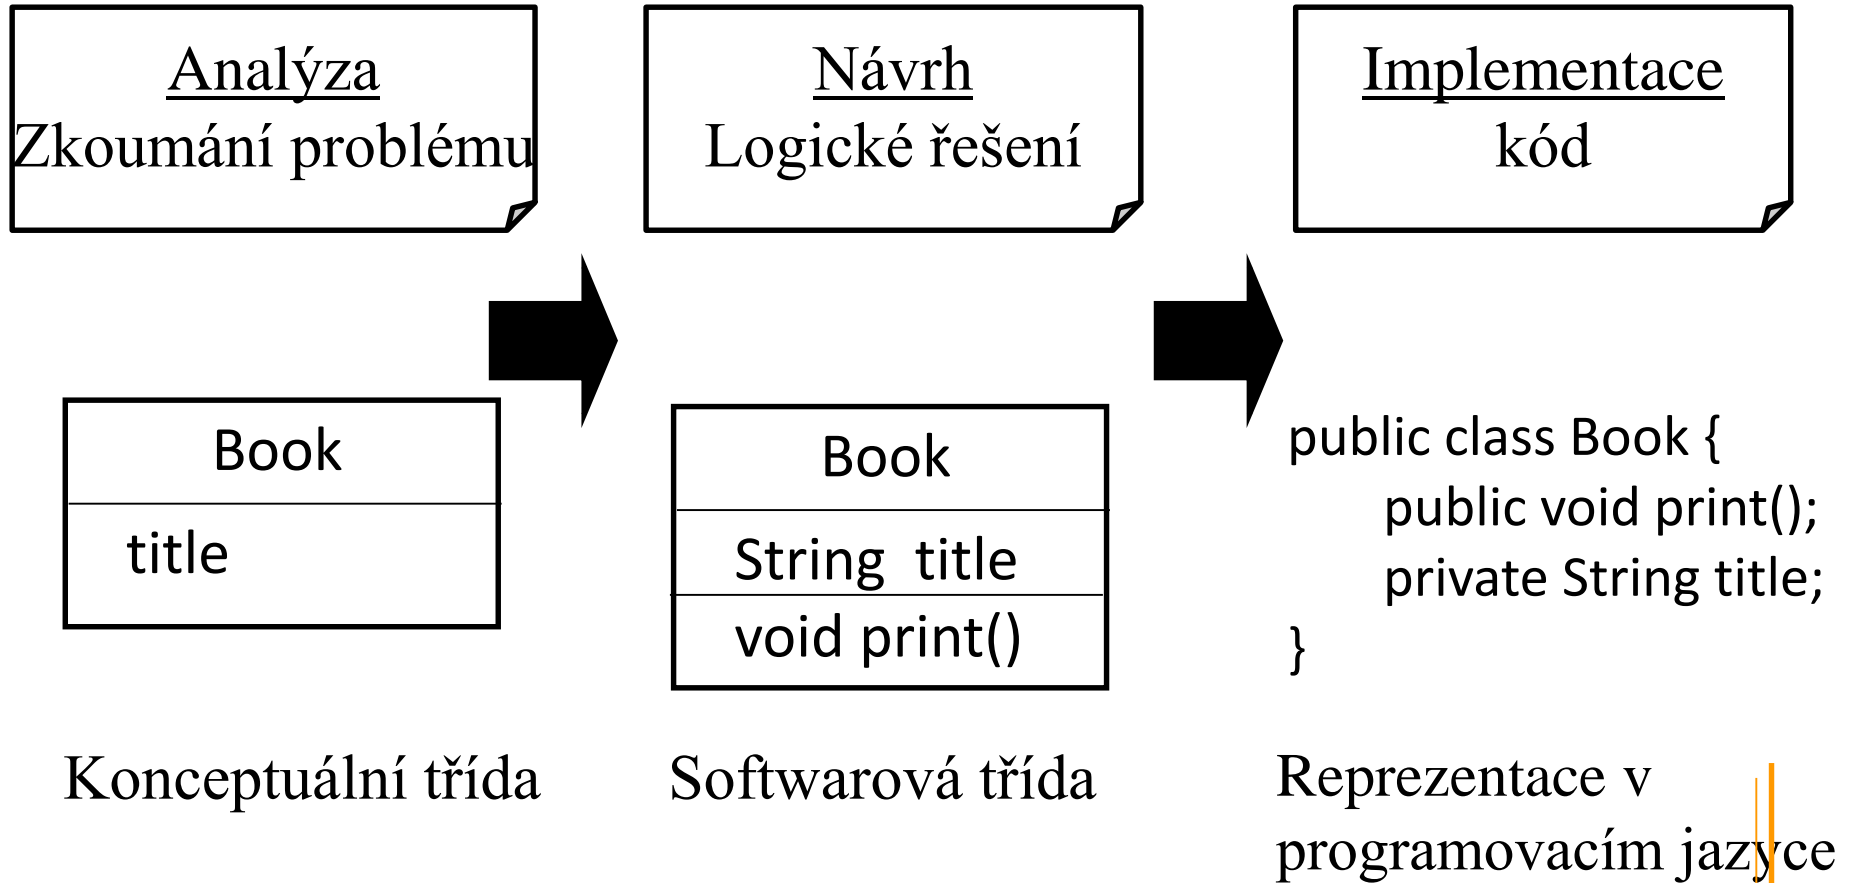 Analýza
Zkoumání problému
Návrh
Logické řešení
Implementace
kód
Book
title
Book
String title
void print()
public class Book {
public void print();
private String title;
}
Konceptuální třída
Softwarová třída
Reprezentace v
programovacím jazyce